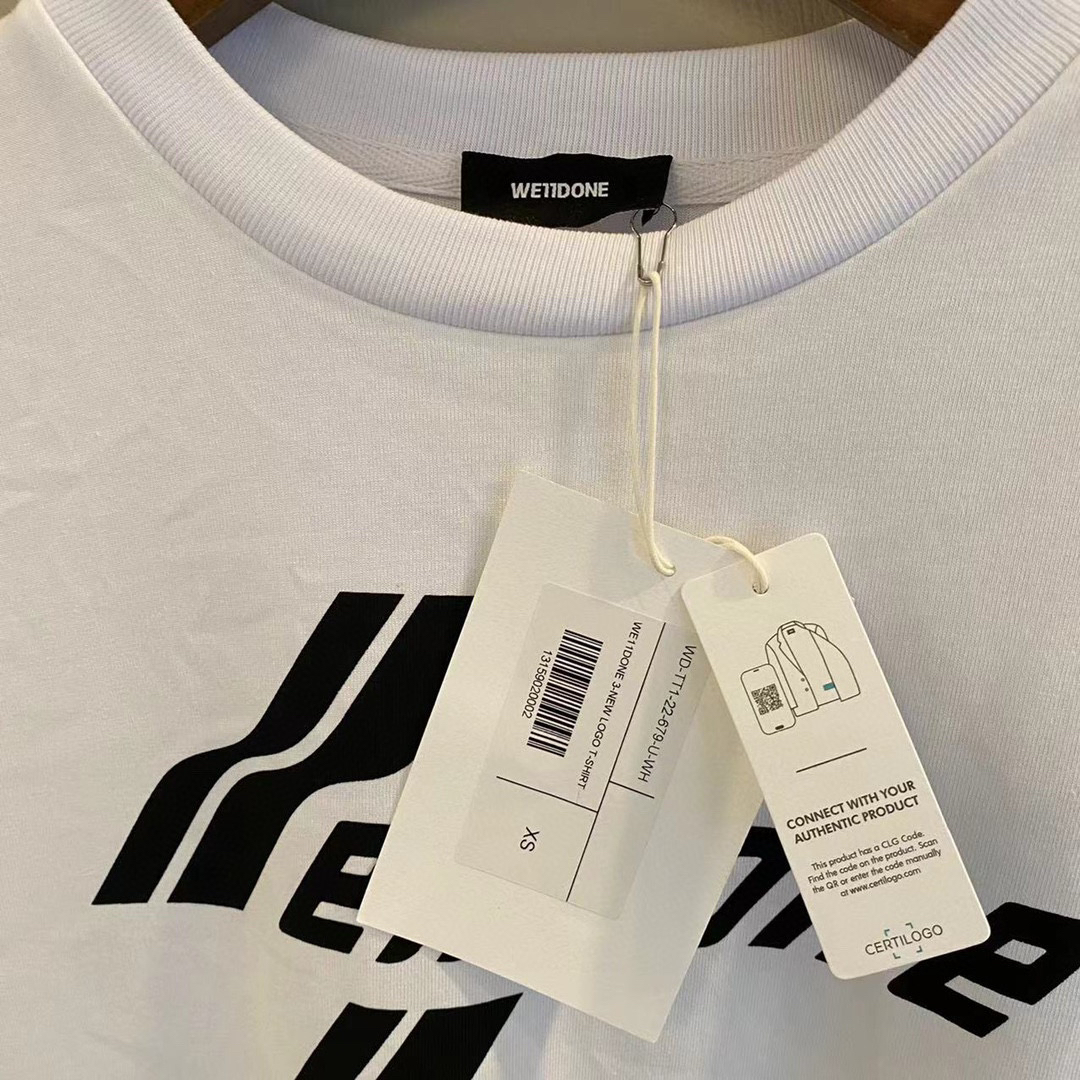 WE11DONE
WD-TT1-22-679-U-WH
WE11DONE 3-NEW LOGO T-SHIRT...
13159020002
XS
CONNECT WITH YOUR
AUTHENTIC PRODUCT
This product has a CLG Code.
Find the code on the product. Scan
the QR or enter the code manually
at www.certilogo.com
CERTILOGO